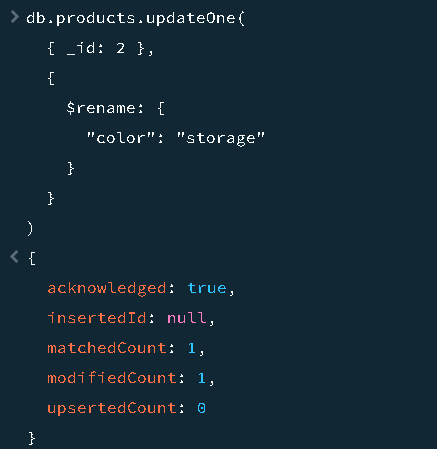 db.products.updateOne(
{ _id: 2 },
{
$rename: {
"color": "storage"
}
}
)
{
acknowledged: true,
insertedId: null,
matchedCount: 1,
modifiedCount: 1,
upsertedCount: 0
}